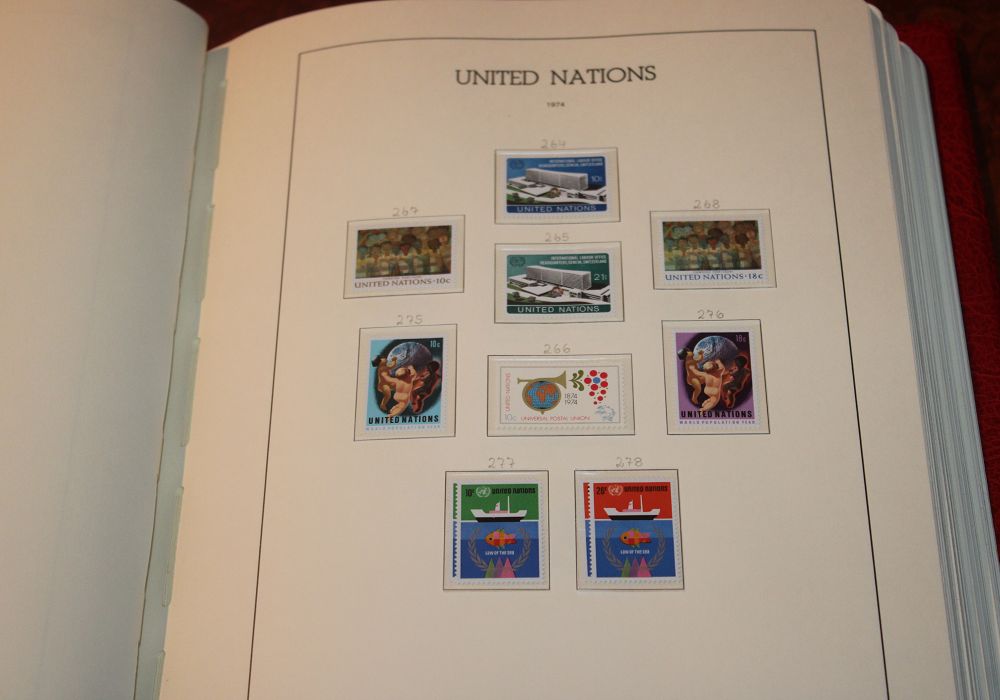 UNITED NATIONS
1974
264
INTERNATIONAL LABOUR OFFICE
HEADQUARTERS, GENEVA, SWITZERLAND
10¢
UNITED NATIONS
267
UNITED NATIONS · 10c
265
INTERNATIONAL LABOUR OFFICE
HEADQUARTERS, GENEVA, SWITZERLAND
21¢
UNITED NATIONS
268
UNITED NATIONS · 18c
275
10c
UNITED NATIONS
WORLD POPULATION YEAR
266
UNITED NATIONS
1874
1974
10c
UNIVERSAL POSTAL UNION
276
18c
UNITED NATIONS
WORLD POPULATION YEAR
277
10c UNITED NATIONS
LAW OF THE SEA
278
26c UNITED NATIONS
LAW OF THE SEA